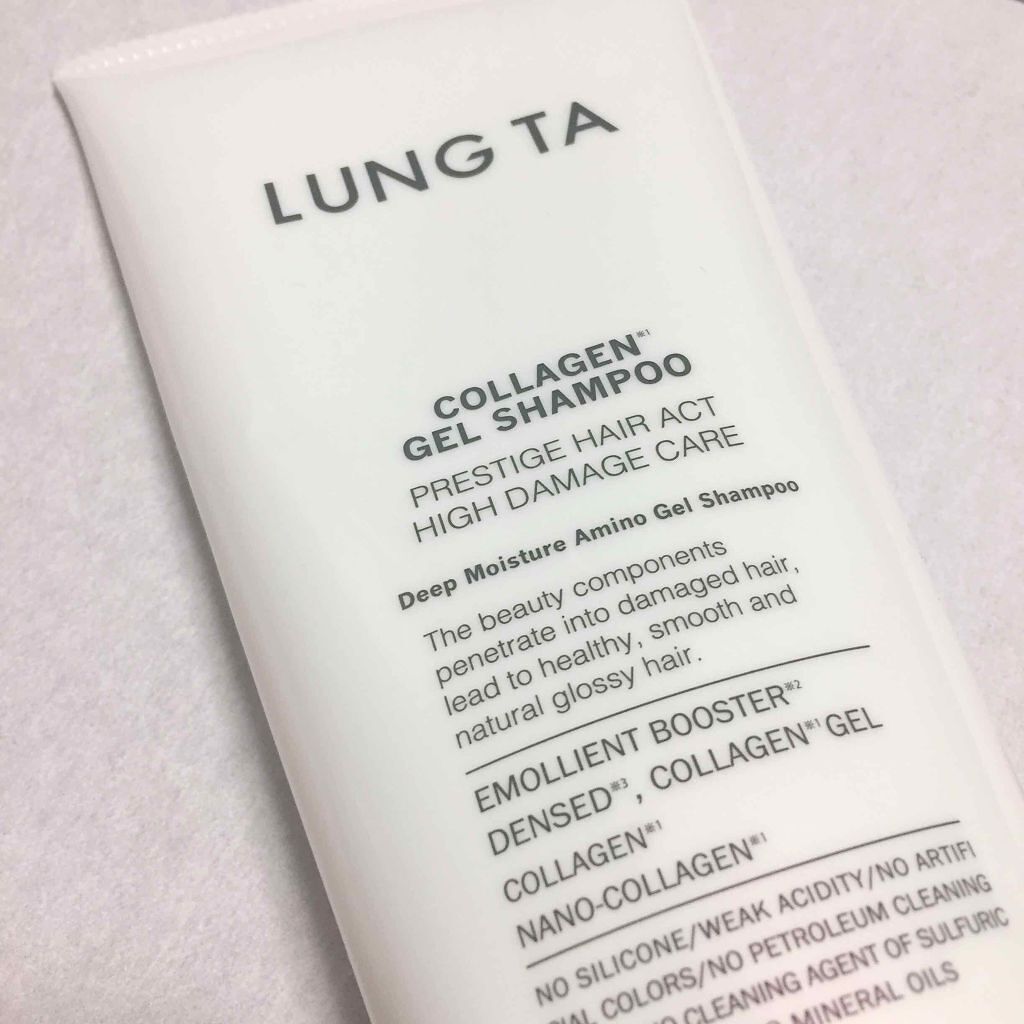 LUNG TA
COLLAGEN※1
GEL SHAMPOO
PRESTIGE HAIR ACT
HIGH DAMAGE CARE
Deep Moisture Amino Gel Shampoo
The beauty components
penetrate into damaged hair,
lead to healthy, smooth and
natural glossy hair.
EMOLLIENT BOOSTER※2
DENSED※3, COLLAGEN※1 GEL
COLLAGEN※1
NANO-COLLAGEN※1
NO SILICONE/WEAK ACIDITY/NO ARTIFI
CIAL COLORS/NO PETROLEUM CLEANING
CLEANING AGENT OF SULFURIC
MINERAL OILS